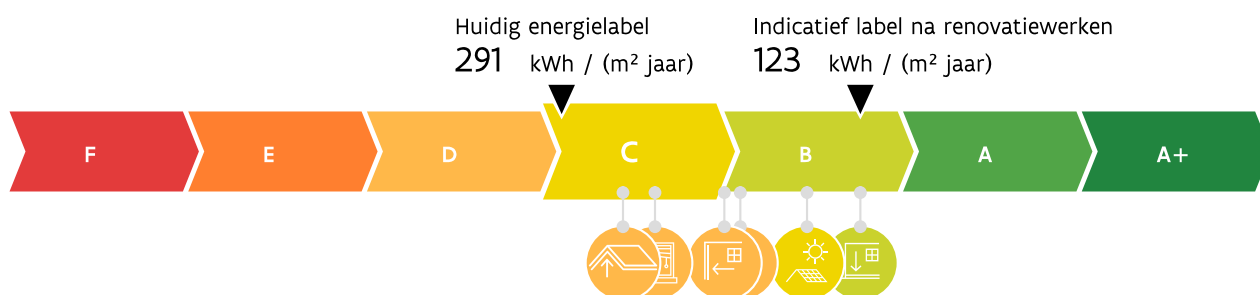 Huidig energielabel
291 kWh / (m² jaar)
Indicatief label na renovatiewerken
123 kWh / (m² jaar)
F E D C B A A+